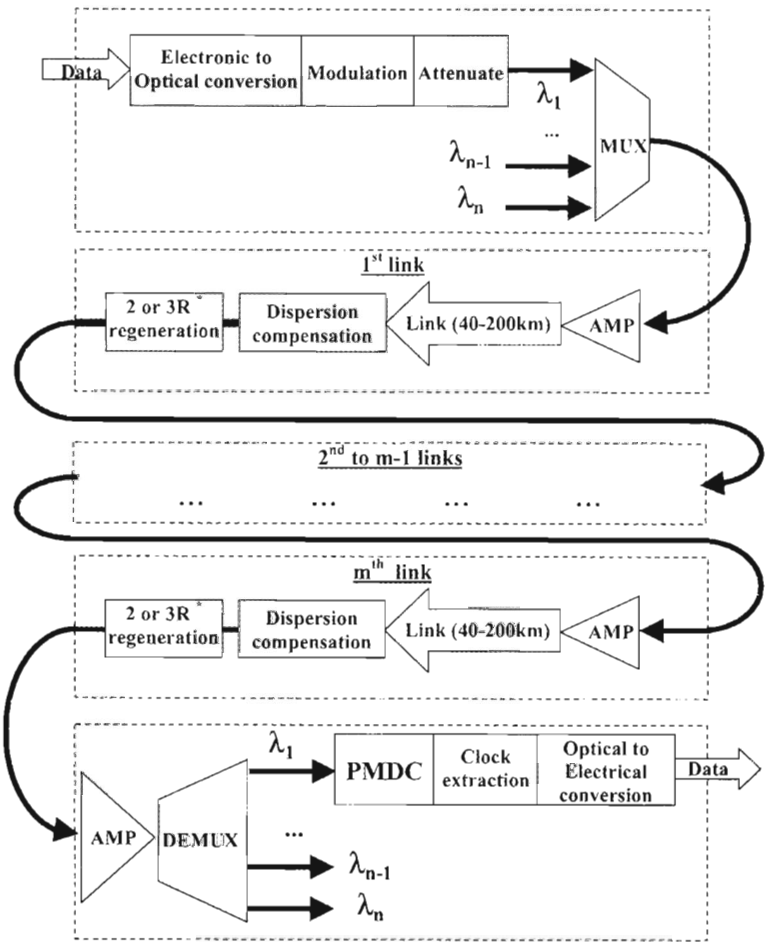 Data
Electronic to
Optical conversion
Modulation
Attenuate
λ1
...
λn-1
λn
MUX
1st link
2 or 3R *
regeneration
Dispersion
compensation
Link (40-200km)
AMP
2nd to m-1 links
... ... ... ...
mth link
2 or 3R *
regeneration
Dispersion
compensation
Link (40-200km)
AMP
AMP
DEMUX
λ1
...
λn-1
λn
PMDC
Clock
extraction
Optical to
Electrical
conversion
Data